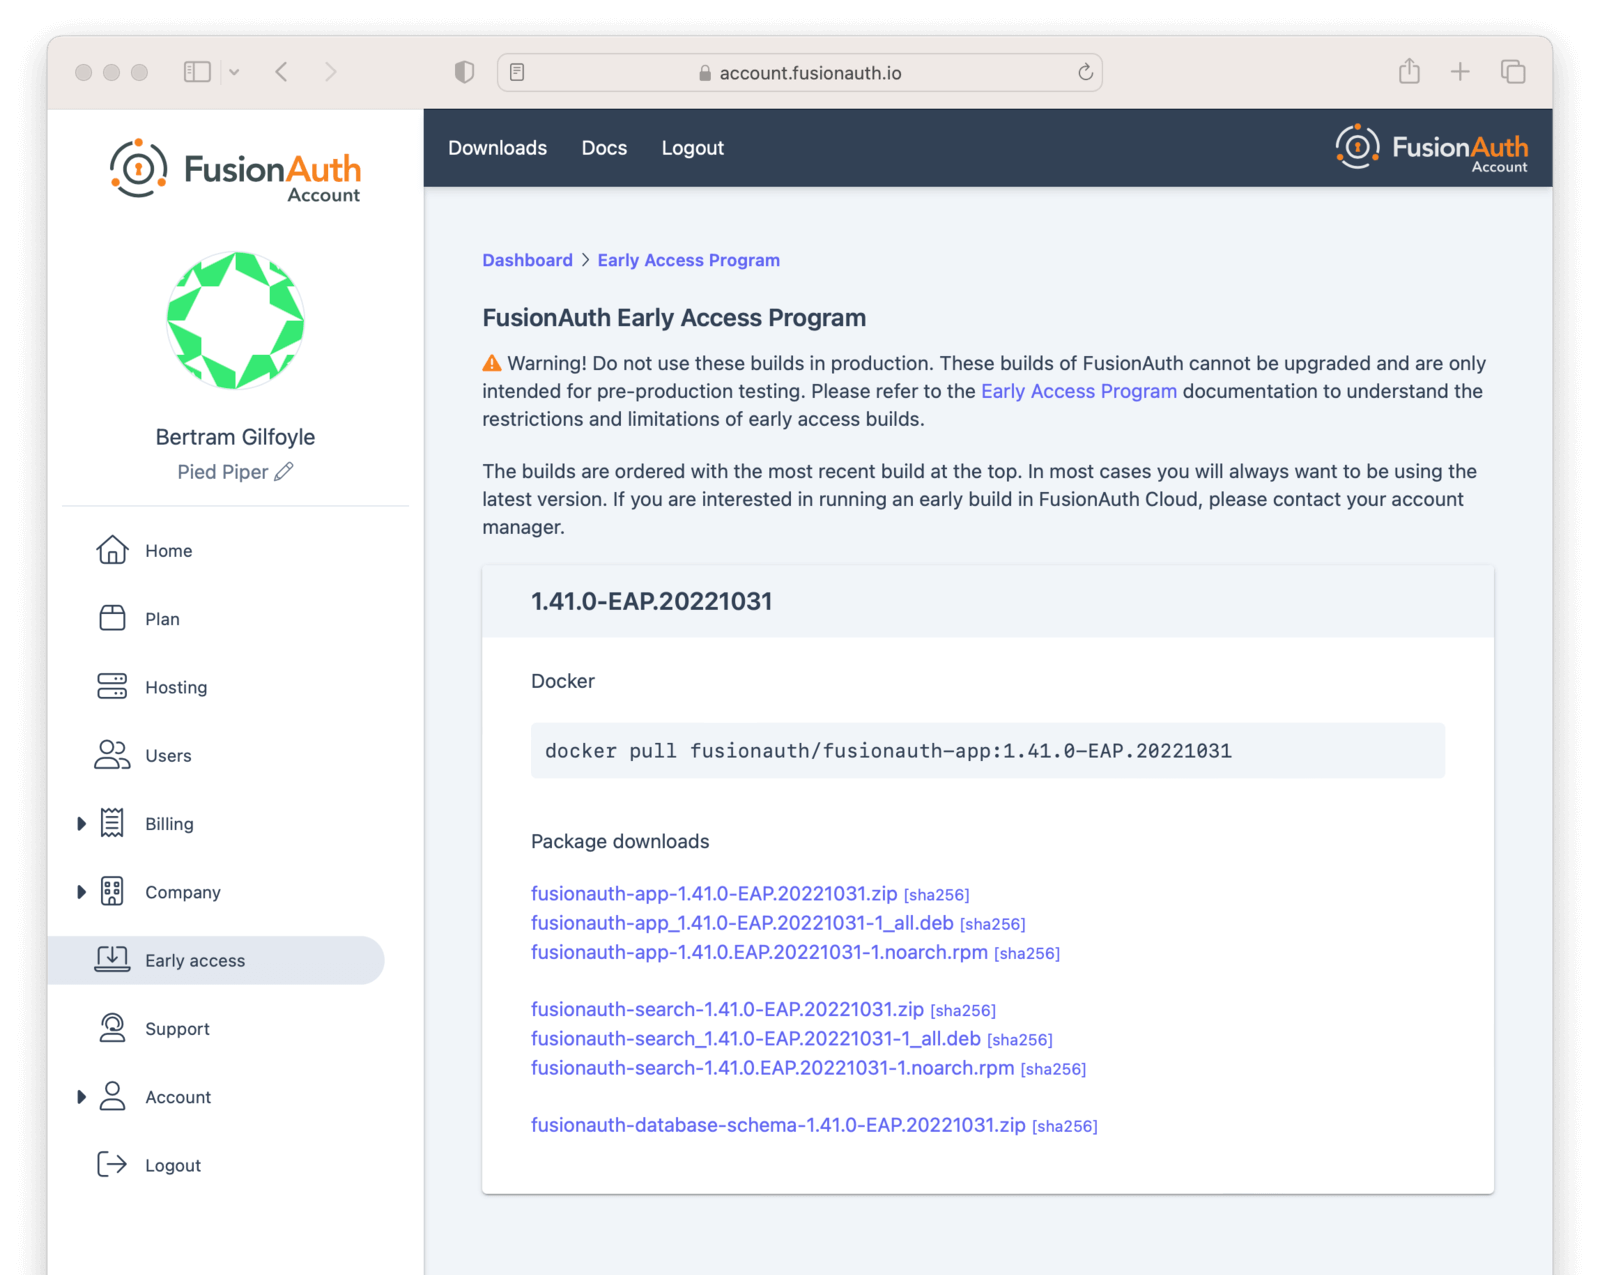 account.fusionauth.io
FusionAuth
Account
Downloads Docs Logout
FusionAuth
Account
Bertram Gilfoyle
Pied Piper
Home
Plan
Hosting
Users
Billing
Company
Early access
Support
Account
Logout
Dashboard > Early Access Program
FusionAuth Early Access Program
Warning! Do not use these builds in production. These builds of FusionAuth cannot be upgraded and are only
intended for pre-production testing. Please refer to the Early Access Program documentation to understand the
restrictions and limitations of early access builds.
The builds are ordered with the most recent build at the top. In most cases you will always want to be using the
latest version. If you are interested in running an early build in FusionAuth Cloud, please contact your account
manager.
1.41.0-EAP.20221031
Docker
docker pull fusionauth/fusionauth-app:1.41.0-EAP.20221031
Package downloads
fusionauth-app-1.41.0-EAP.20221031.zip [sha256]
fusionauth-app_1.41.0-EAP.20221031-1_all.deb [sha256]
fusionauth-app-1.41.0.EAP.20221031-1.noarch.rpm [sha256]
fusionauth-search-1.41.0-EAP.20221031.zip [sha256]
fusionauth-search_1.41.0-EAP.20221031-1_all.deb [sha256]
fusionauth-search-1.41.0.EAP.20221031-1.noarch.rpm [sha256]
fusionauth-database-schema-1.41.0-EAP.20221031.zip [sha256]